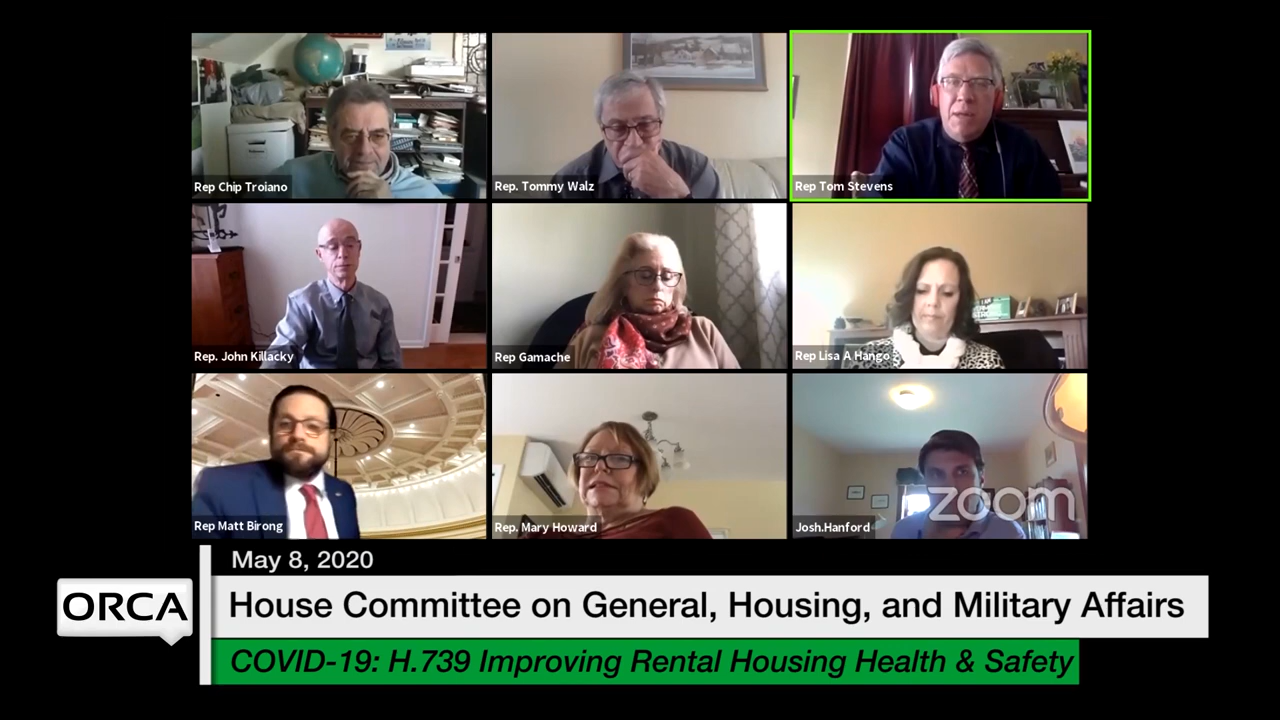 Rep Chip Troiano
Rep. Tommy Walz
Rep Tom Stevens
Rep. John Killacky
Rep Gamache
Rep Lisa A Hango
Rep Matt Birong
Rep. Mary Howard
Josh.Hanford
zoom
May 8, 2020
ORCA
House Committee on General, Housing, and Military Affairs
COVID-19: H.739 Improving Rental Housing Health & Safety